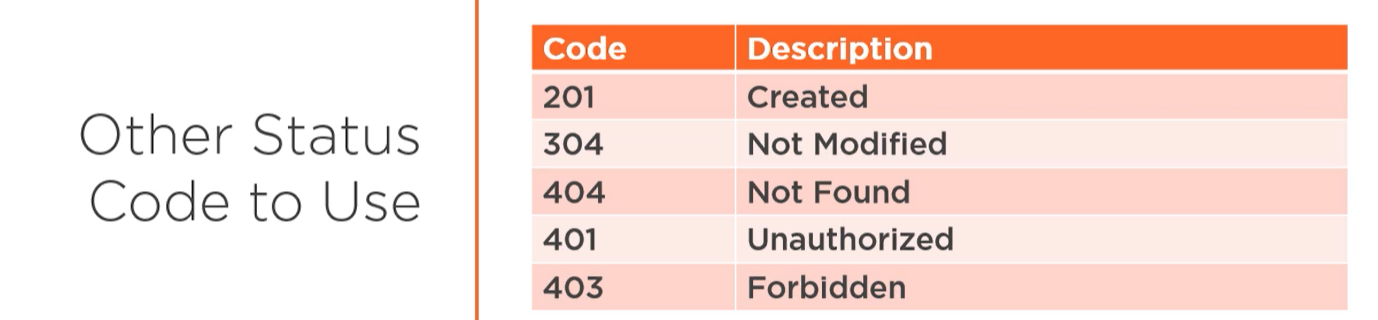 Other Status
Code to Use
Code Description
201 Created
304 Not Modified
404 Not Found
401 Unauthorized
403 Forbidden